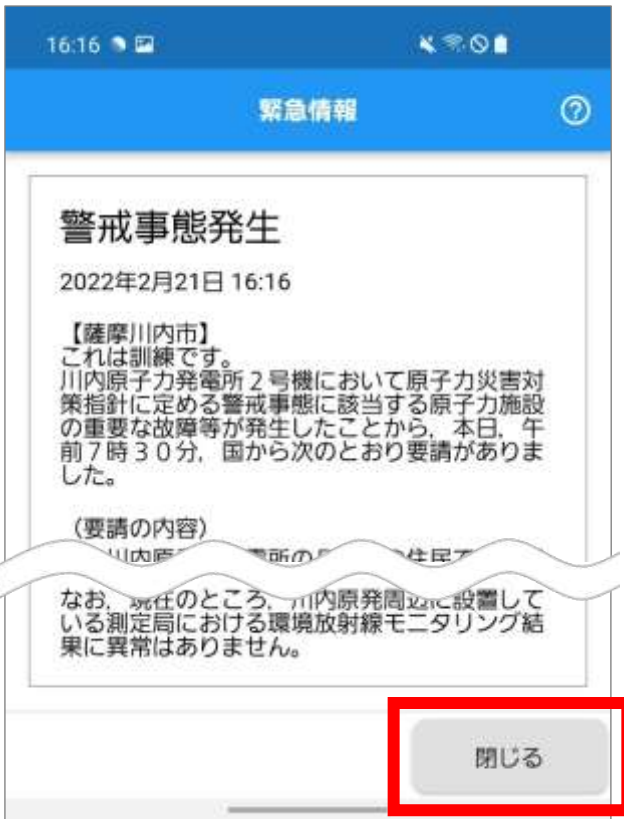 16:16
緊急情報
警戒事態発生
2022年2月21日 16:16
【薩摩川内市】
これは訓練です。
川内原子力発電所２号機において原子力災害対
策指針に定める警戒事態に該当する原子力施設
の重要な故障等が発生したことから，本日，午
前７時３０分，国から次のとおり要請がありま
した。
（要請の内容）
なお，現在のところ，川内原発周辺に設置して
いる測定局における環境放射線モニタリング結
果に異常はありません。
閉じる